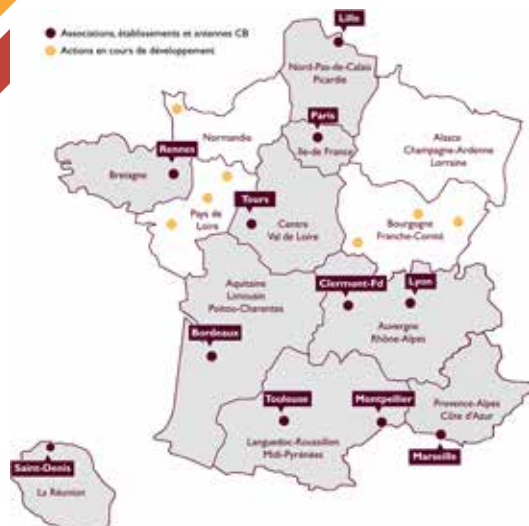 Associations, établissements et antennes CB
Actions en cours de développement
Lille
Nord-Pas-de-Calais
Picardie
Paris
Ile-de France
Normandie
Alsace
Champagne-Ardenne
Lorraine
Rennes
Bretagne
Pays de
Loire
Tours
Centre
Val de Loire
Bourgogne
Franche-Comté
Aquitaine
Limousin
Poitou-Charentes
Clermont-Fd
Lyon
Auvergne
Rhône-Alpes
Bordeaux
Toulouse
Montpellier
Languedoc-Roussillon
Midi-Pyrénées
Provence-Alpes
Côte d'Azur
Marseille
Saint-Denis
La Réunion